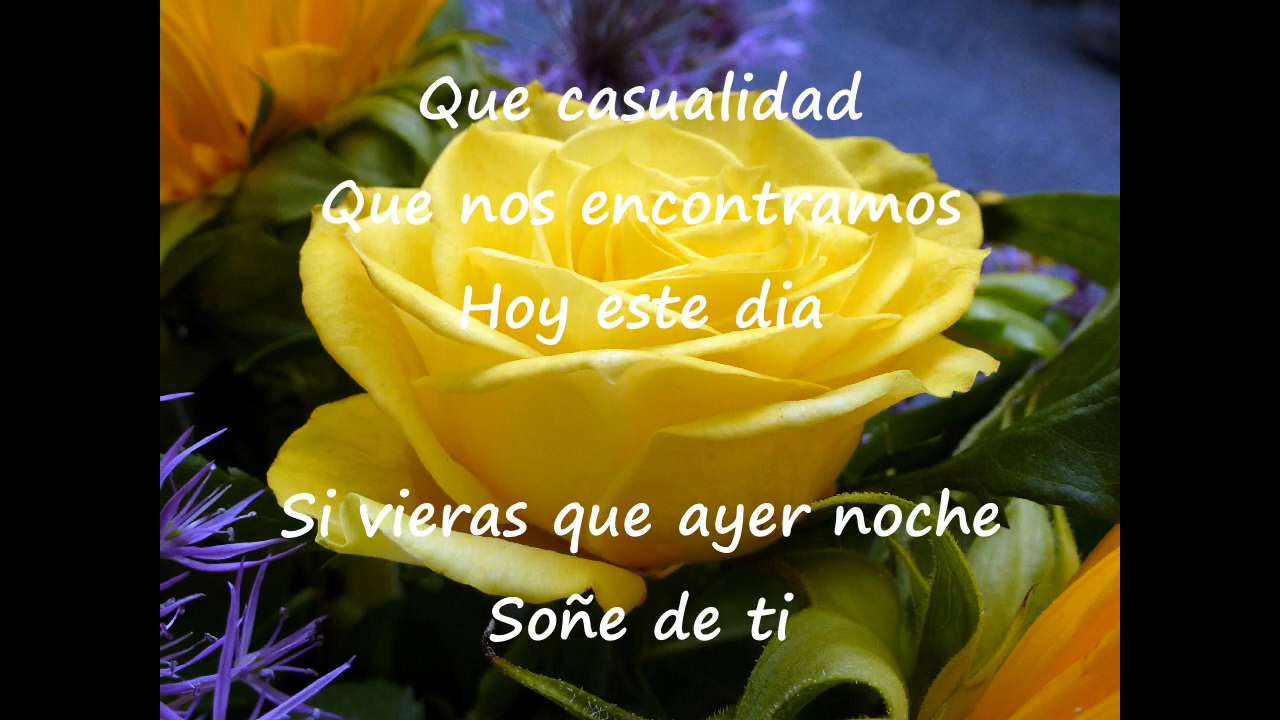 Que casualidad
Que nos encontramos
Hoy este dia
Si vieras que ayer noche
Soñe de ti